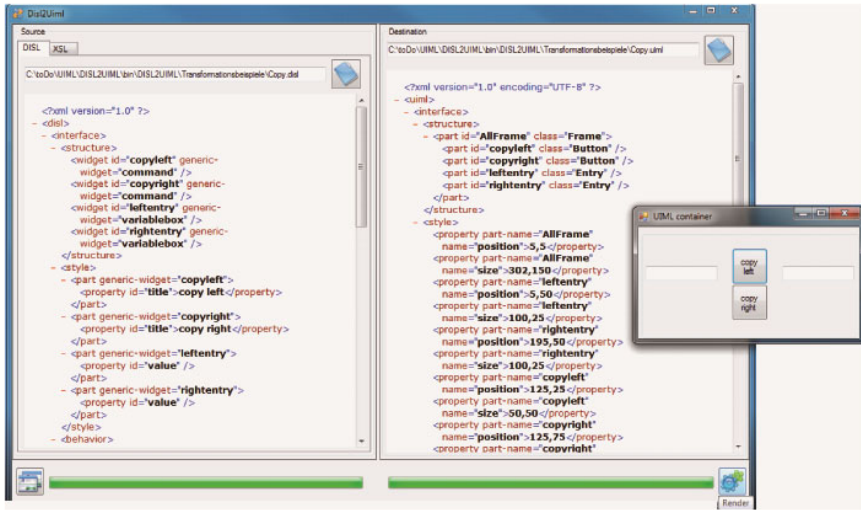 Disl2Uiml
Source
DISL XSL
C:\toDo\UIML\DISL2UIML\bin\DISL2UIML\Transformationsbeispiele\Copy.disl
<?xml version="1.0" ?>
- <disl>
- <interface>
- <structure>
<widget id="copyleft" generic-
widget="command" />
<widget id="copyright" generic-
widget="command" />
<widget id="leftentry" generic-
widget="variablebox" />
<widget id="rightentry" generic-
widget="variablebox" />
</structure>
- <style>
- <part generic-widget="copyleft">
<property id="title">copy left</property>
</part>
- <part generic-widget="copyright">
<property id="title">copy right</property>
</part>
- <part generic-widget="leftentry">
<property id="value" />
</part>
- <part generic-widget="rightentry">
<property id="value" />
</part>
</style>
- <behavior>
Destination
C:\toDo\UIML\DISL2UIML\bin\DISL2UIML\Transformationsbeispiele\Copy.uiml
<?xml version="1.0" encoding="UTF-8" ?>
- <uiml>
- <interface>
- <structure>
- <part id="AllFrame" class="Frame">
<part id="copyleft" class="Button" />
<part id="copyright" class="Button" />
<part id="leftentry" class="Entry" />
<part id="rightentry" class="Entry" />
</part>
</structure>
- <style>
<property part-name="AllFrame"
name="position">5,5</property>
<property part-name="AllFrame"
name="size">302,150</property>
<property part-name="leftentry"
name="position">5,50</property>
<property part-name="leftentry"
name="size">100,25</property>
<property part-name="rightentry"
name="position">195,50</property>
<property part-name="rightentry"
name="size">100,25</property>
<property part-name="copyleft"
name="position">125,25</property>
<property part-name="copyleft"
name="size">50,50</property>
<property part-name="copyright"
name="position">125,75</property>
<property part-name="copyright"
UIML container
copy
left
copy
right
Render